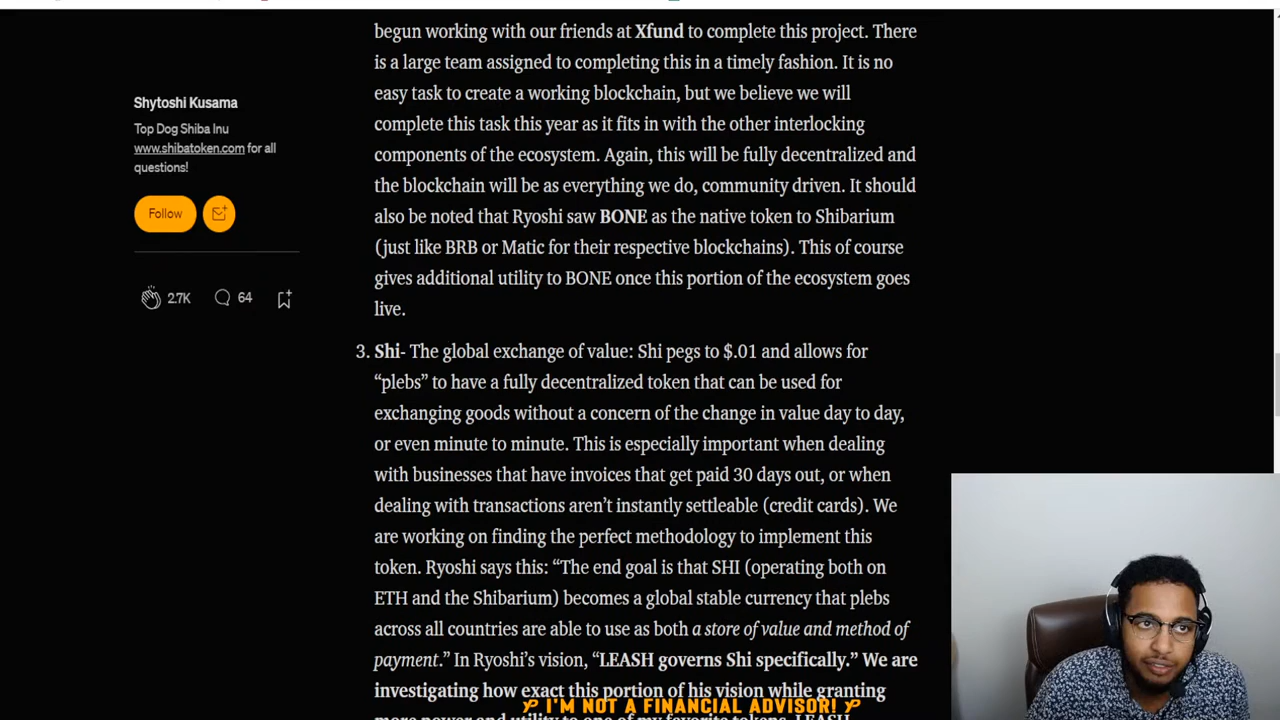 begun working with our friends at Xfund to complete this project. There
is a large team assigned to completing this in a timely fashion. It is no
easy task to create a working blockchain, but we believe we will
complete this task this year as it fits in with the other interlocking
components of the ecosystem. Again, this will be fully decentralized and
the blockchain will be as everything we do, community driven. It should
also be noted that Ryoshi saw BONE as the native token to Shibarium
(just like BRB or Matic for their respective blockchains). This of course
gives additional utility to BONE once this portion of the ecosystem goes
live.
Shytoshi Kusama
Top Dog Shiba Inu
www.shibatoken.com for all
questions!
Follow
2.7K 64
3. Shi- The global exchange of value: Shi pegs to $.01 and allows for
“plebs” to have a fully decentralized token that can be used for
exchanging goods without a concern of the change in value day to day,
or even minute to minute. This is especially important when dealing
with businesses that have invoices that get paid 30 days out, or when
dealing with transactions aren’t instantly settleable (credit cards). We
are working on finding the perfect methodology to implement this
token. Ryoshi says this: “The end goal is that SHI (operating both on
ETH and the Shibarium) becomes a global stable currency that plebs
across all countries are able to use as both a store of value and method of
payment.” In Ryoshi’s vision, “LEASH governs Shi specifically.” We are
investigating how exact this portion of his vision while granting
more power and utility to one of my favorite tokens, LEASH
I'M NOT A FINANCIAL ADVISOR!